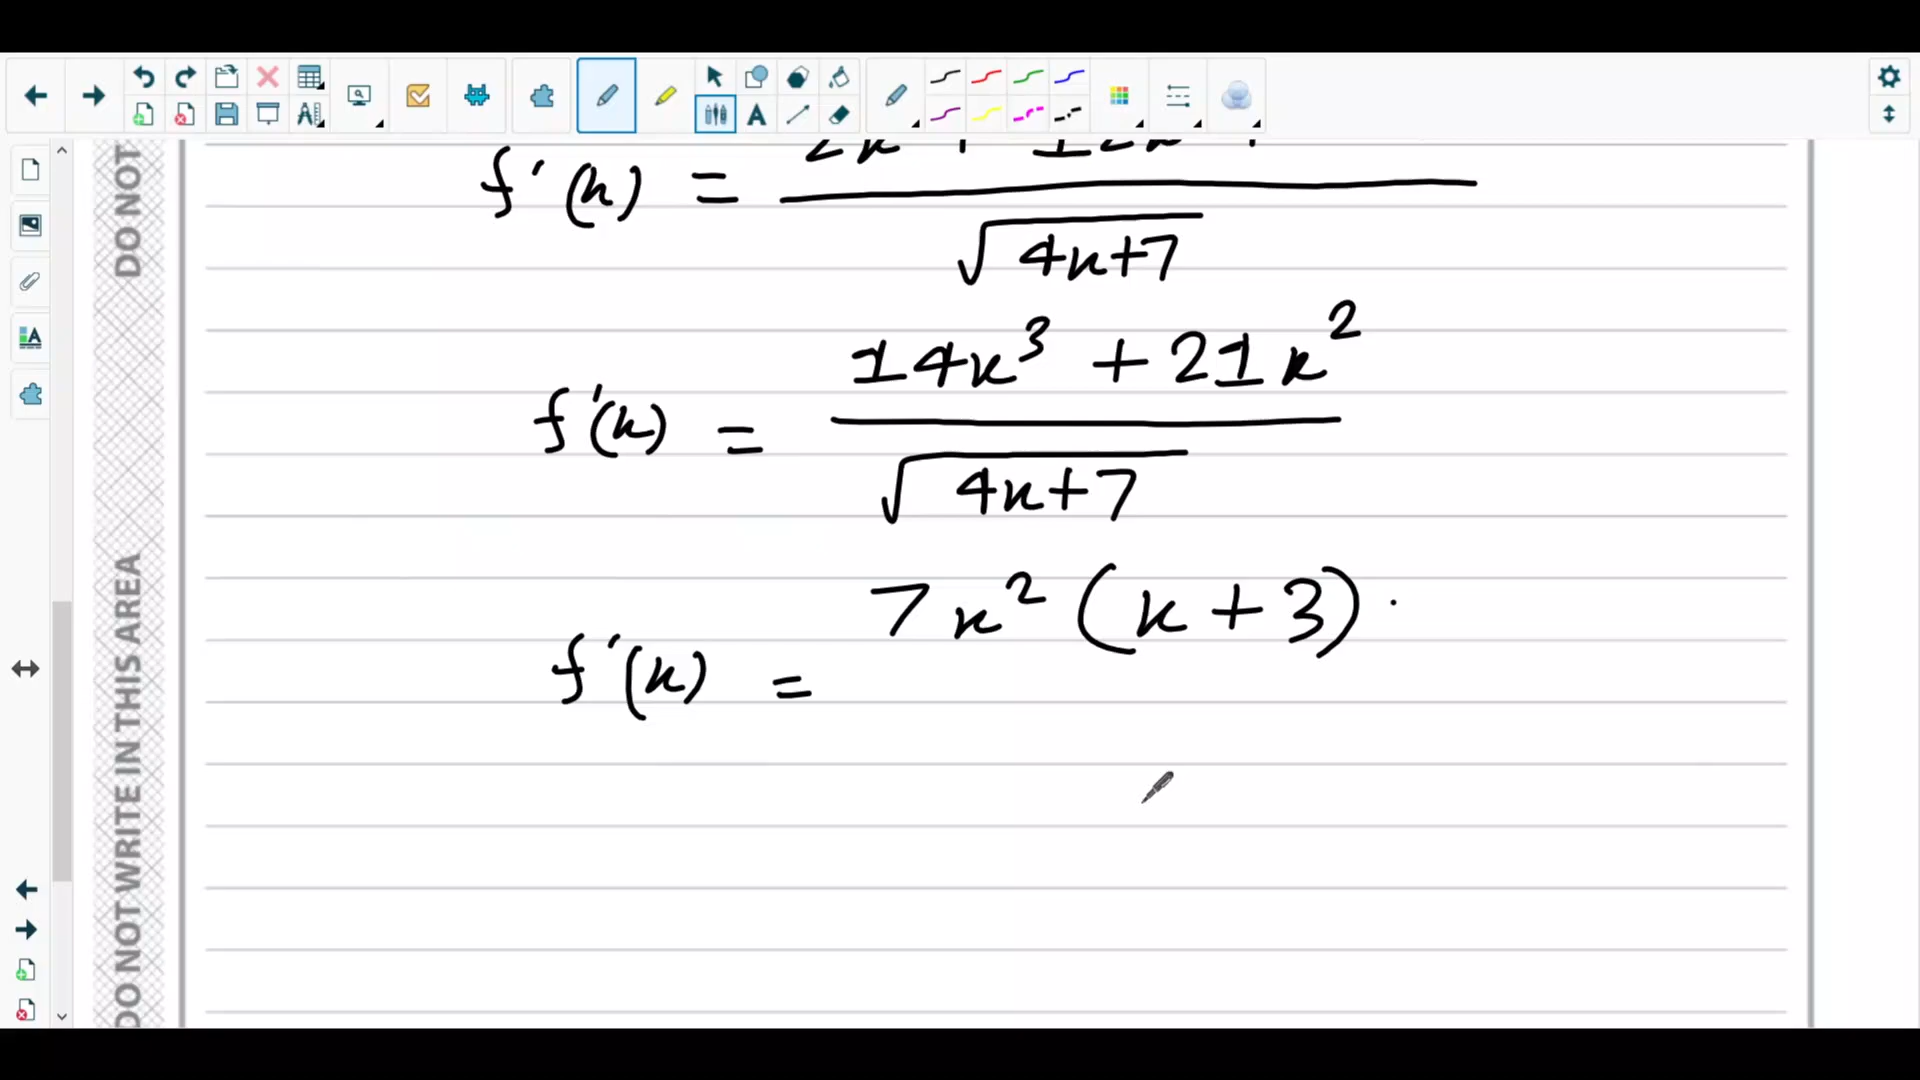 f'(x) =
√4x+7
14x³ + 21x²
f'(x) =
√4x+7
7x² (x + 3) .
f'(x) =
DO NOT
DO NOT WRITE IN THIS AREA